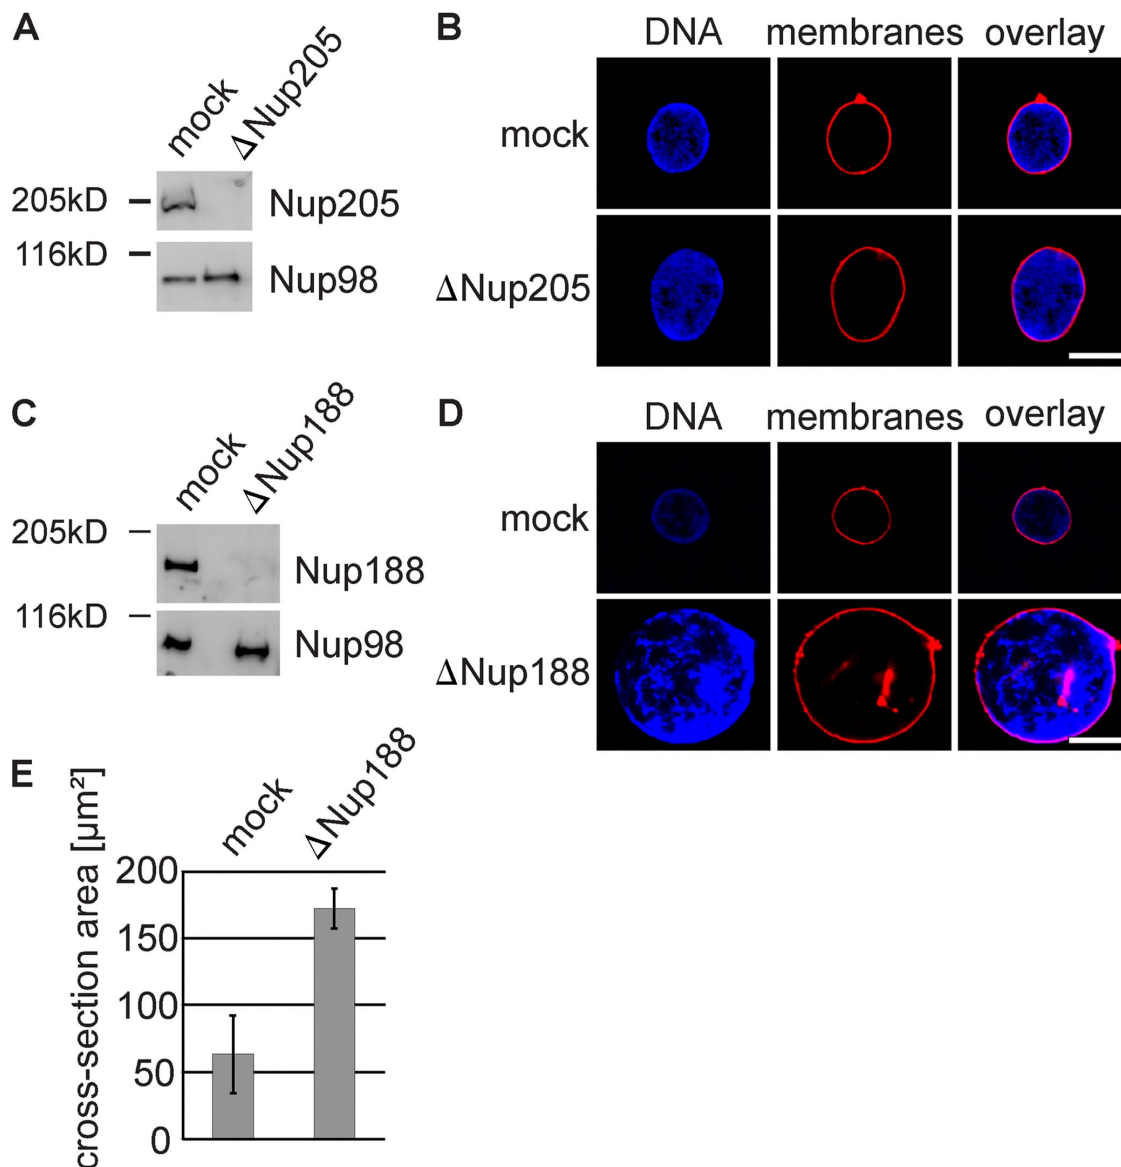 A
mock
ΔNup205
205kD
Nup205
116kD
Nup98
B
DNA membranes overlay
mock
ΔNup205
C
mock
ΔNup188
205kD
Nup188
116kD
Nup98
D
DNA membranes overlay
mock
ΔNup188
E
mock
ΔNup188
cross-section area [µm²]
200
150
100
50
0